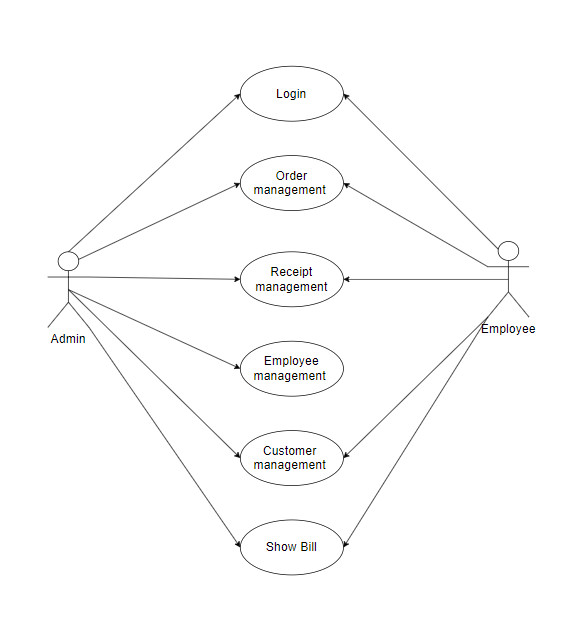 Login
Order
management
Receipt
management
Admin
Employee
Employee
management
Customer
management
Show Bill